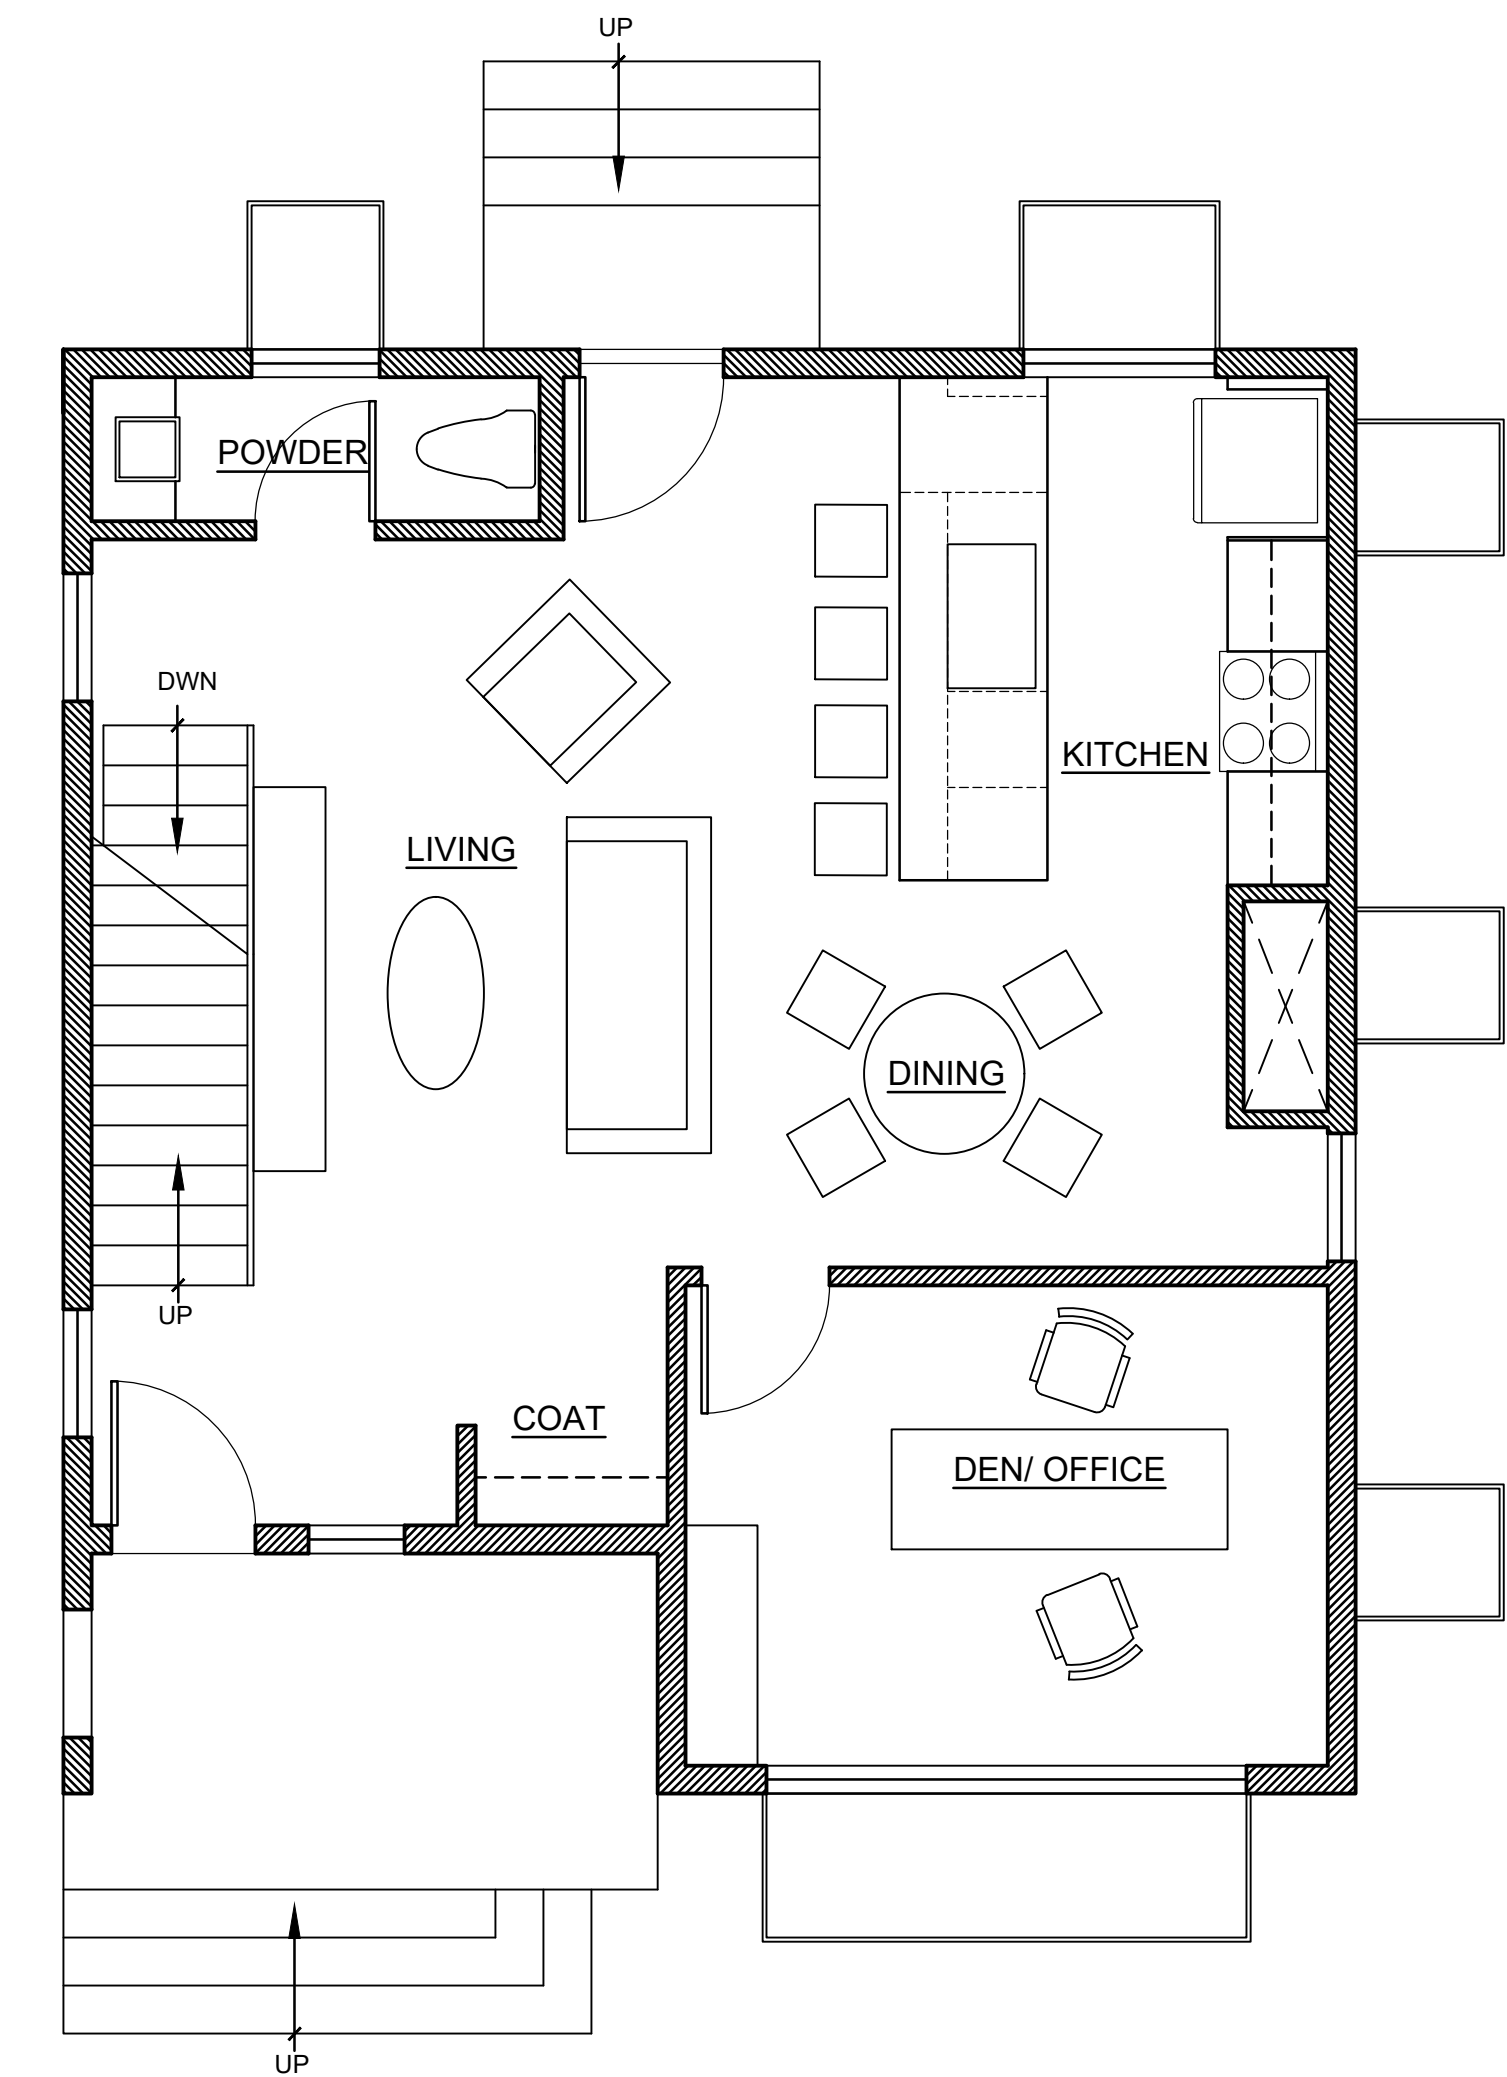 UP
POWDER
DWN
KITCHEN
LIVING
DINING
UP
COAT
DEN/ OFFICE
UP